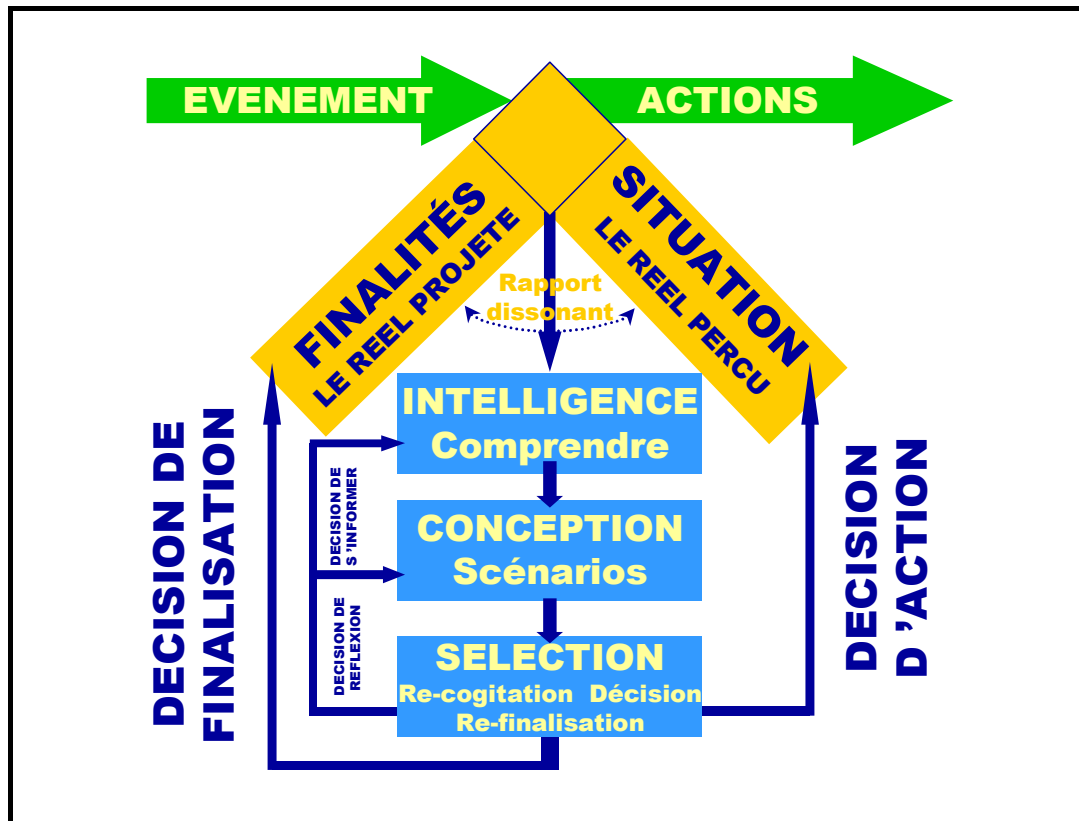 EVENEMENT
ACTIONS
FINALITÉS
LE REEL PROJETE
SITUATION
LE REEL PERCU
Rapport
dissonant
INTELLIGENCE
Comprendre
CONCEPTION
Scénarios
SELECTION
Re-cogitation Décision
Re-finalisation
DECISION DE
S ’INFORMER
DECISION DE
REFLEXION
DECISION DE
FINALISATION
DECISION
D ’ACTION